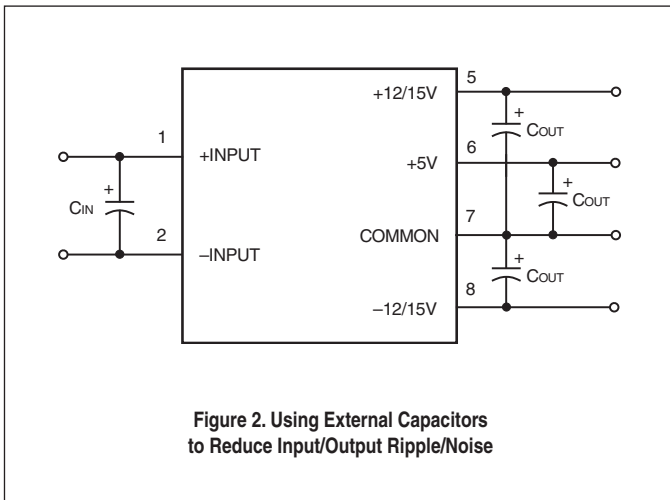 +12/15V
5
+
COUT
1
+INPUT
+5V
6
+
COUT
+
CIN
COMMON
7
2
–INPUT
+
COUT
–12/15V
8
Figure 2. Using External Capacitors
to Reduce Input/Output Ripple/Noise